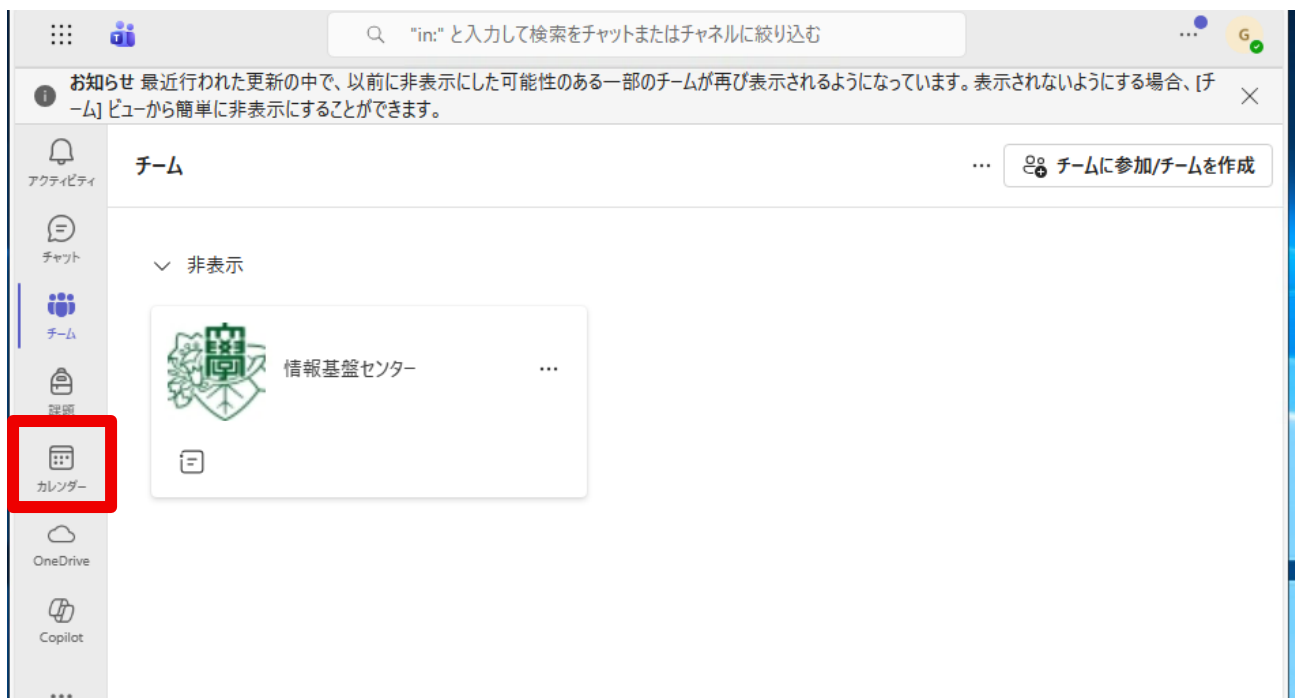 "in:" と入力して検索をチャットまたはチャネルに絞り込む
G
お知らせ 最近行われた更新の中で、以前に非表示にした可能性のある一部のチームが再び表示されるようになっています。表示されないようにする場合、[チ
ーム] ビューから簡単に非表示にすることができます。
アクティビティ
チーム
チームに参加/チームを作成
チャット
非表示
チーム
情報基盤センター
課題
カレンダー
OneDrive
Copilot